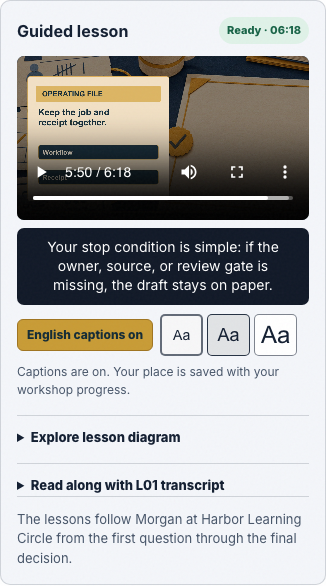 Guided lesson
Ready · 06:18
OPERATING FILE
Keep the job and
receipt together.
Workflow
Receipt
5:50 / 6:18
Your stop condition is simple: if the
owner, source, or review gate is
missing, the draft stays on paper.
English captions on
Aa
Aa
Aa
Captions are on. Your place is saved with your
workshop progress.
Explore lesson diagram
Read along with L01 transcript
The lessons follow Morgan at Harbor Learning
Circle from the first question through the final
decision.